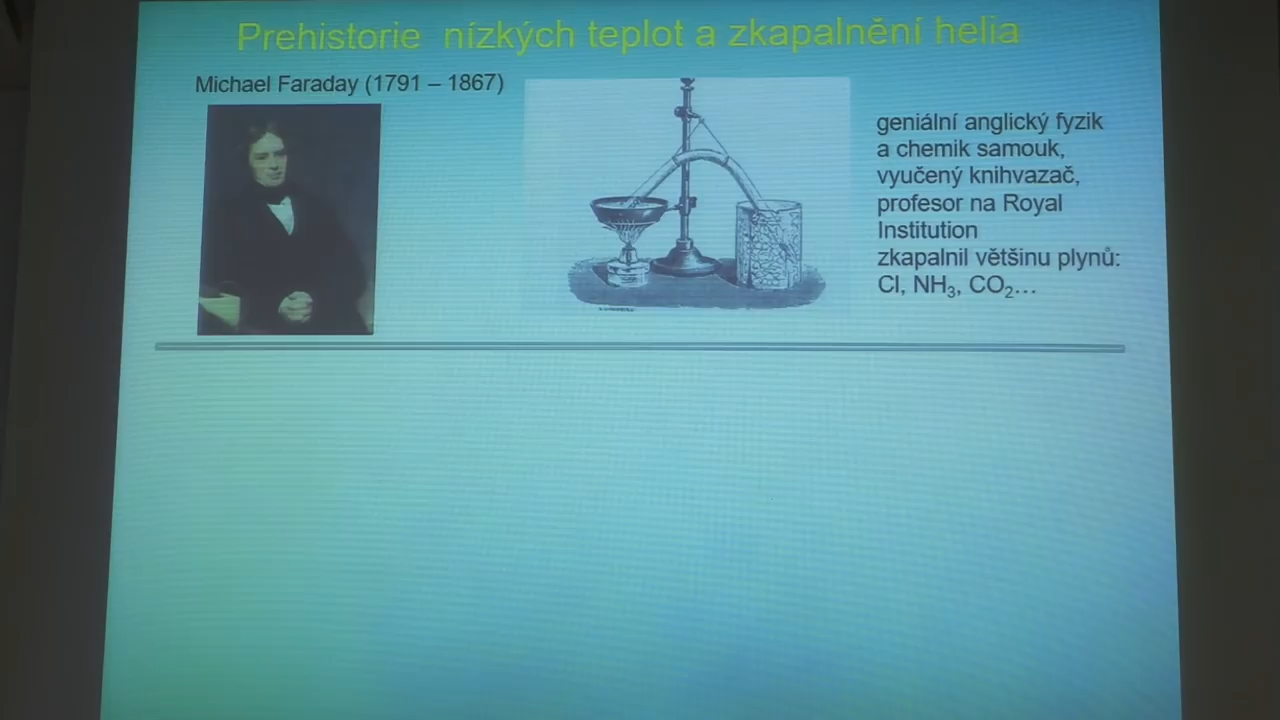 Prehistorie nízkých teplot a zkapalnění helia
Michael Faraday (1791 – 1867)
geniální anglický fyzik
a chemik samouk,
vyučený knihvazač,
profesor na Royal
Institution
zkapalnil většinu plynů:
Cl, NH₃, CO₂…